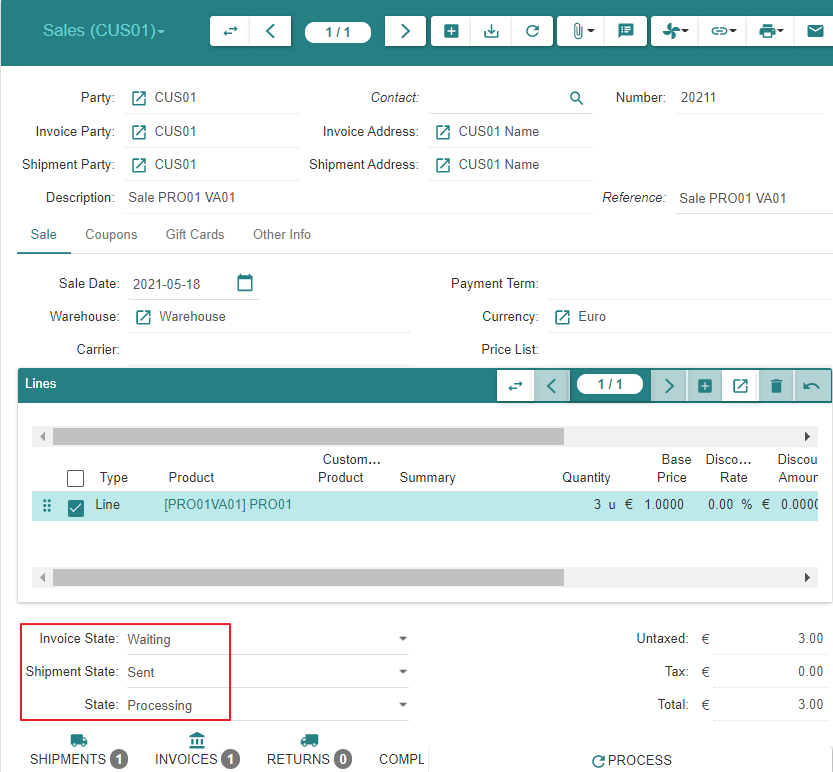 Sales (CUS01)
1 / 1
Party: CUS01 Contact: Number: 20211
Invoice Party: CUS01 Invoice Address: CUS01 Name
Shipment Party: CUS01 Shipment Address: CUS01 Name
Description: Sale PRO01 VA01 Reference: Sale PRO01 VA01
Sale Coupons Gift Cards Other Info
Sale Date: 2021-05-18 Payment Term:
Warehouse: Warehouse Currency: Euro
Carrier: Price List:
Lines 1 / 1
Custom... Base Disco... Discou
Type Product Product Summary Quantity Price Rate Amour
Line [PRO01VA01] PRO01 3 u € 1.0000 0.00 % € 0.0000
Invoice State: Waiting Untaxed: € 3.00
Shipment State: Sent Tax: € 0.00
State: Processing Total: € 3.00
SHIPMENTS 1 INVOICES 1 RETURNS 0 COMPL PROCESS